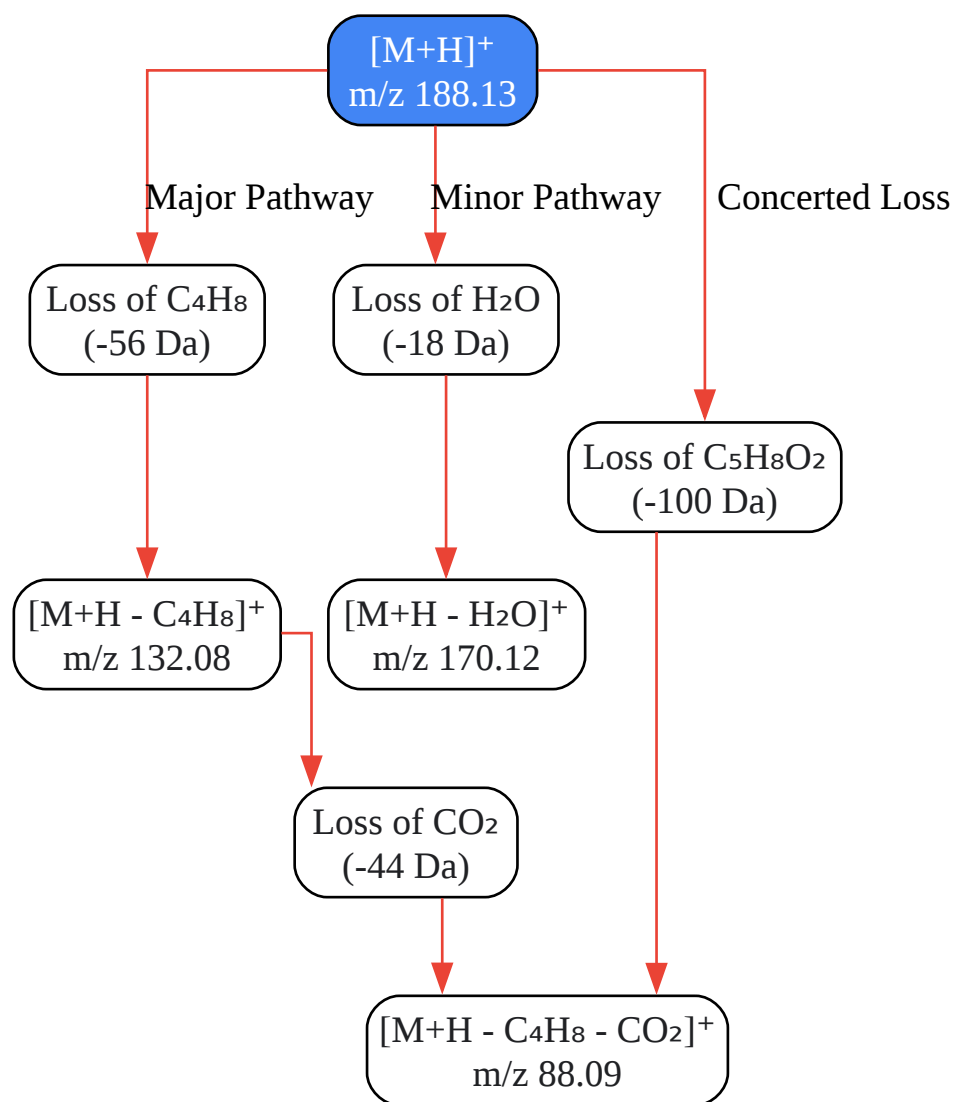 [M+H]⁺
m/z 188.13
Major Pathway
Minor Pathway
Concerted Loss
Loss of C₄H₈
(-56 Da)
Loss of H₂O
(-18 Da)
Loss of C₅H₈O₂
(-100 Da)
[M+H - C₄H₈]⁺
m/z 132.08
[M+H - H₂O]⁺
m/z 170.12
Loss of CO₂
(-44 Da)
[M+H - C₄H₈ - CO₂]⁺
m/z 88.09